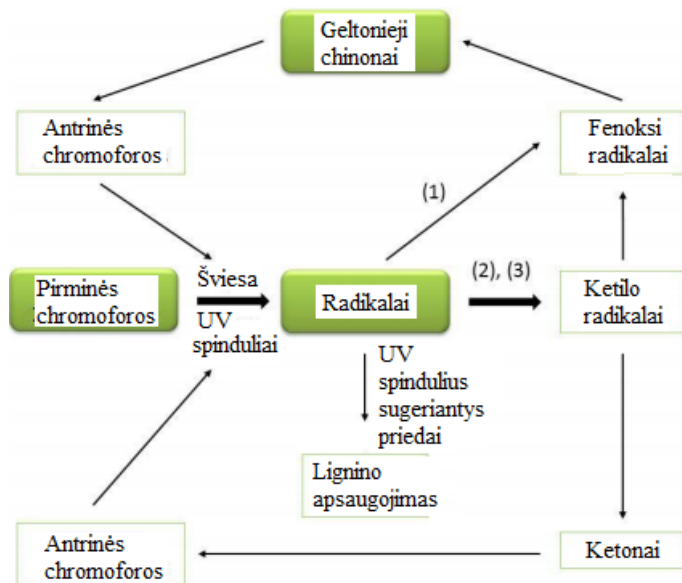 Geltonieji
chinonai
Antrinės
chromoforos
Fenoksi
radikalai
(1)
Pirminės
chromoforos
Šviesa
UV
spinduliai
Radikalai
(2), (3)
Ketilo
radikalai
UV
spindulius
sugeriantys
priedai
Lignino
apsaugojimas
Antrinės
chromoforos
Ketonai